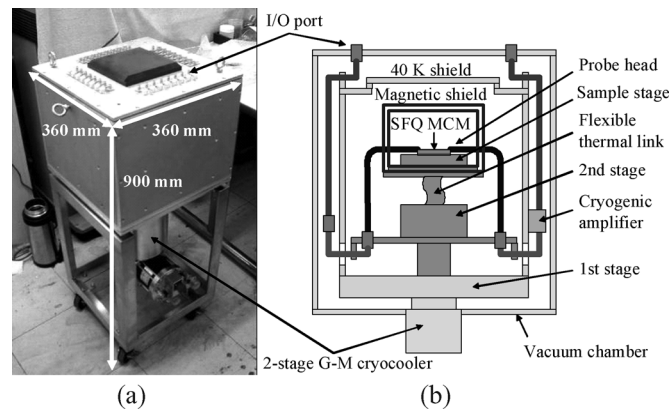 I/O port
360 mm
360 mm
900 mm
2-stage G-M cryocooler
(a)
40 K shield
Magnetic shield
SFQ MCM
Probe head
Sample stage
Flexible
thermal link
2nd stage
Cryogenic
amplifier
1st stage
Vacuum chamber
(b)